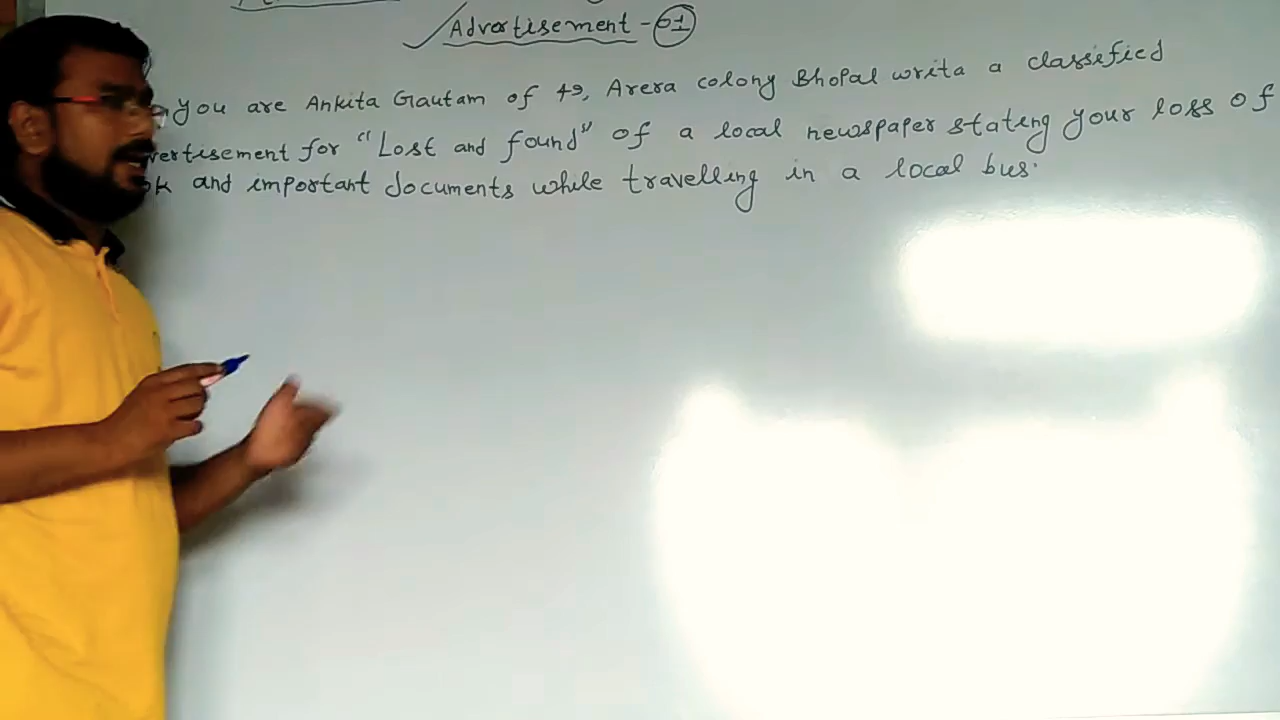 Advertisement - 01
you are Ankita Gautam of 49, Arera colony Bhopal writa a classified
vertisement for "Lost and found" of a local newspaper stating your loss of
k and important documents while travelling in a local bus.